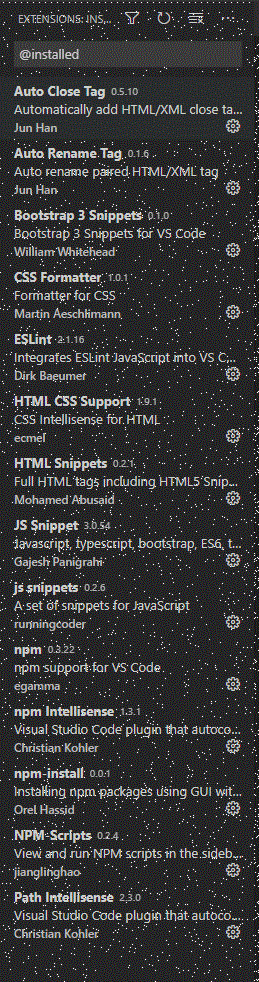 EXTENSIONS: INS...
@installed
Auto Close Tag 0.5.10
Automatically add HTML/XML close ta...
Jun Han
Auto Rename Tag 0.1.6
Auto rename paired HTML/XML tag
Jun Han
Bootstrap 3 Snippets 0.1.0
Bootstrap 3 Snippets for VS Code
William Whitehead
CSS Formatter 1.0.1
Formatter for CSS
Martin Aeschlimann
ESLint 2.1.16
Integrates ESLint JavaScript into VS C...
Dirk Baeumer
HTML CSS Support 1.9.1
CSS Intellisense for HTML
ecmel
HTML Snippets 0.2.1
Full HTML tags including HTML5 Snip...
Mohamed Abusaid
JS Snippet 3.0.54
Javascript, typescript, bootstrap, ES6, t...
Gajesh Panigrahi
js snippets 0.2.6
A set of snippets for JavaScript
runningcoder
npm 0.3.22
npm support for VS Code
egamma
npm Intellisense 1.3.1
Visual Studio Code plugin that autoco...
Christian Kohler
npm-install 0.0.1
Installing npm packages using GUI wit...
Orel Hassid
NPM-Scripts 0.2.4
View and run NPM scripts in the sideb...
jianglinghao
Path Intellisense 2.3.0
Visual Studio Code plugin that autoco...
Christian Kohler